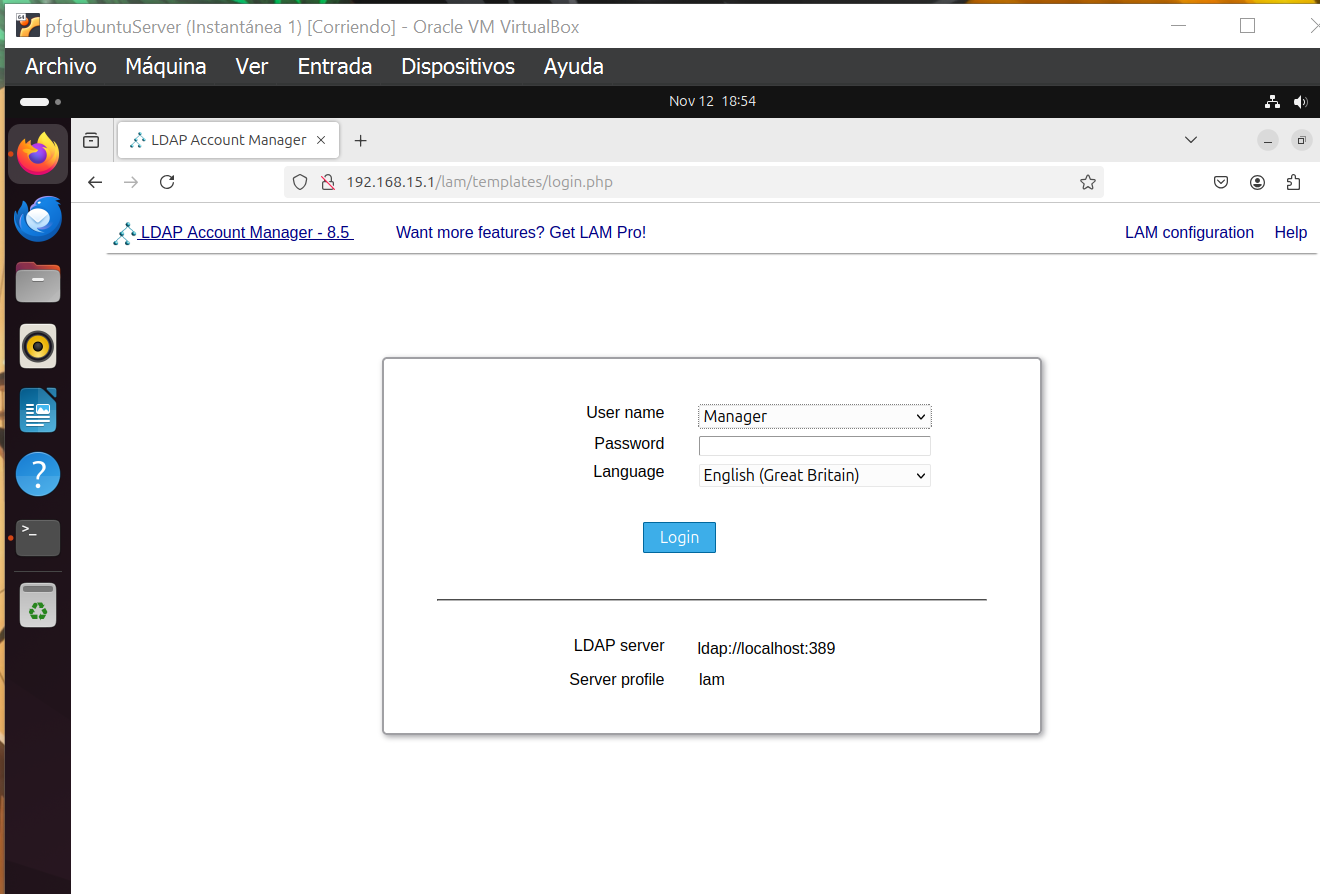 pfgUbuntuServer (Instantánea 1) [Corriendo] - Oracle VM VirtualBox
Archivo Máquina Ver Entrada Dispositivos Ayuda
Nov 12 18:54
LDAP Account Manager
192.168.15.1/lam/templates/login.php
LDAP Account Manager - 8.5 Want more features? Get LAM Pro! LAM configuration Help
User name Manager
Password
Language English (Great Britain)
Login
LDAP server ldap://localhost:389
Server profile lam